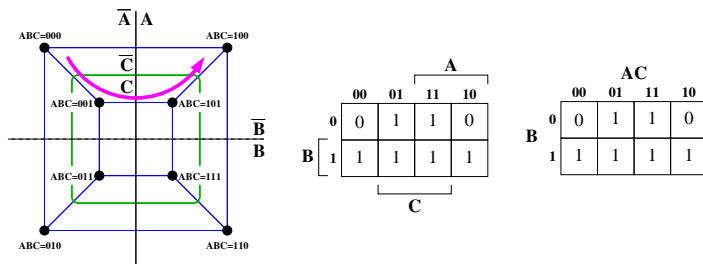 A̅ A
ABC=000 ABC=100
C̅
C
ABC=001 ABC=101
B̅
B
ABC=011 ABC=111
ABC=010 ABC=110
A
00 01 11 10
0 0 1 1 0
B 1 1 1 1 1
C
AC
00 01 11 10
0 0 1 1 0
B
1 1 1 1 1